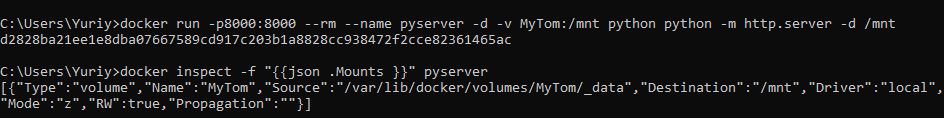 C:\Users\Yuriy>docker run -p8000:8000 --rm --name pyserver -d -v MyTom:/mnt python python -m http.server -d /mnt
d2828ba21ee1e8dba07667589cd917c203b1a8828cc938472f2cce82361465ac
C:\Users\Yuriy>docker inspect -f "{{json .Mounts }}" pyserver
[{"Type":"volume","Name":"MyTom","Source":"/var/lib/docker/volumes/MyTom/_data","Destination":"/mnt","Driver":"local",
"Mode":"z","RW":true,"Propagation":""}]